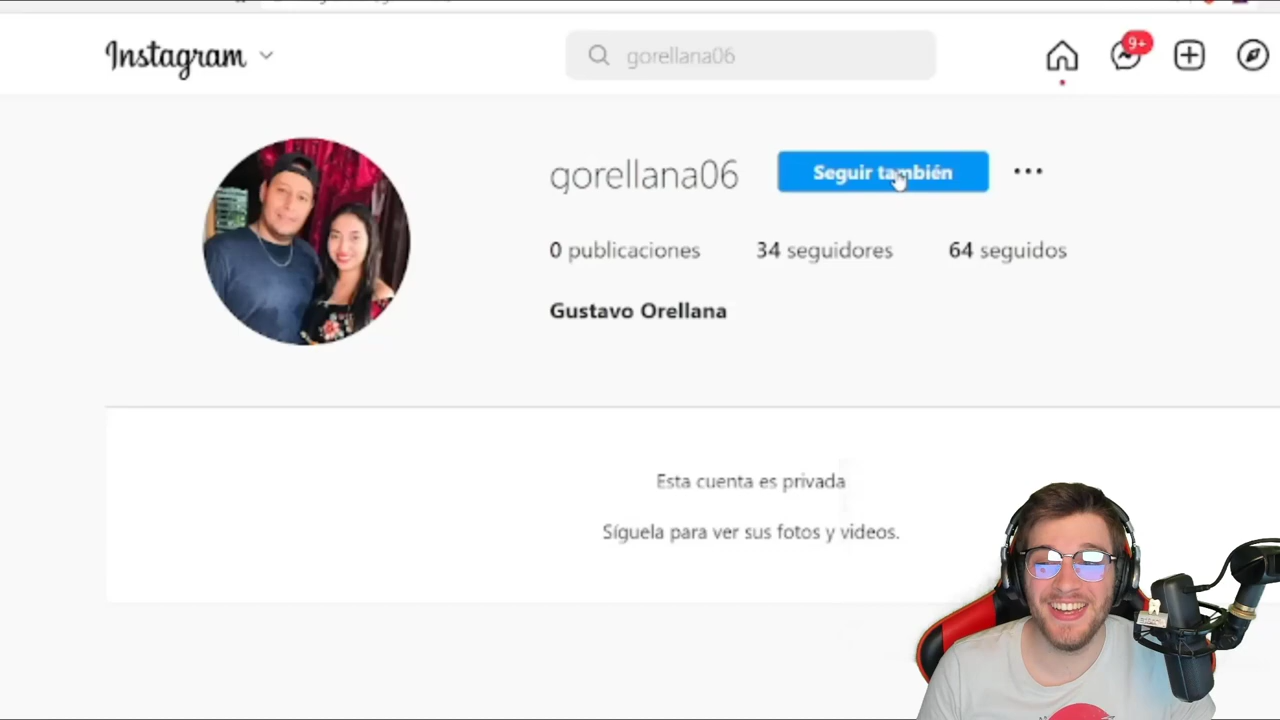 Instagram
gorellana06
9+
gorellana06
Seguir también
0 publicaciones
34 seguidores
64 seguidos
Gustavo Orellana
Esta cuenta es privada
Síguela para ver sus fotos y videos.